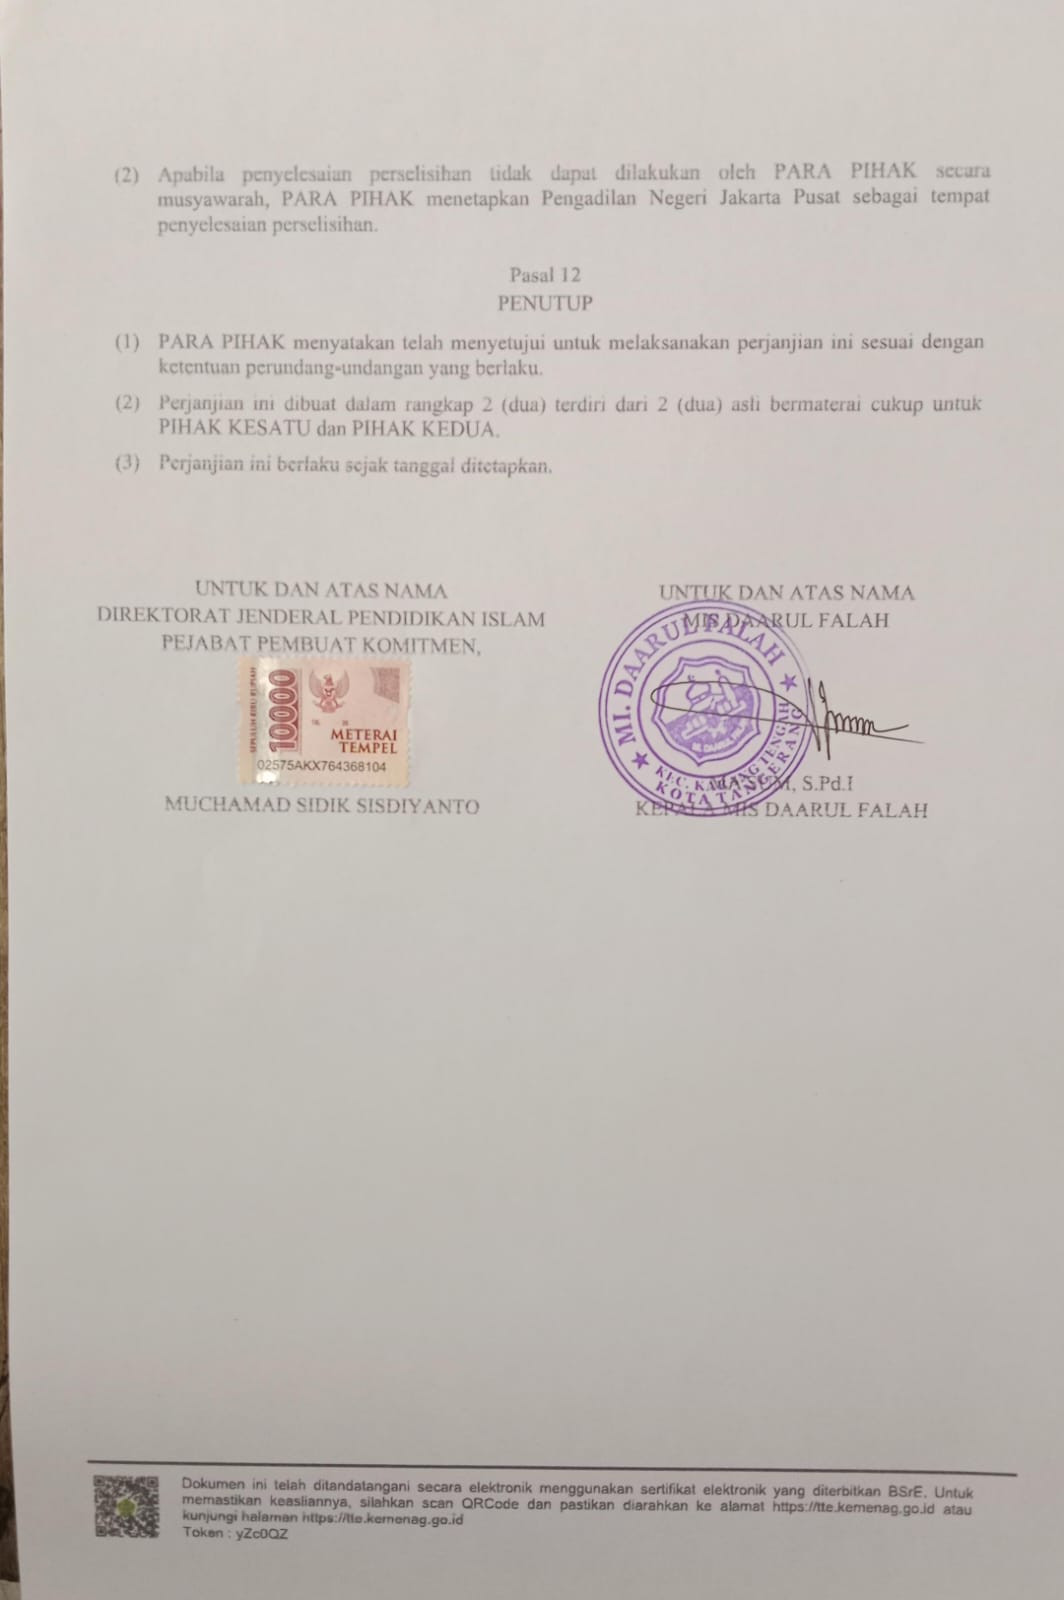 (2) Apabila penyelesaian perselisihan tidak dapat dilakukan oleh PARA PIHAK secara
musyawarah, PARA PIHAK menetapkan Pengadilan Negeri Jakarta Pusat sebagai tempat
penyelesaian perselisihan.
Pasal 12
PENUTUP
(1) PARA PIHAK menyatakan telah menyetujui untuk melaksanakan perjanjian ini sesuai dengan
ketentuan perundang-undangan yang berlaku.
(2) Perjanjian ini dibuat dalam rangkap 2 (dua) terdiri dari 2 (dua) asli bermaterai cukup untuk
PIHAK KESATU dan PIHAK KEDUA.
(3) Perjanjian ini berlaku sejak tanggal ditetapkan.
UNTUK DAN ATAS NAMA
DIREKTORAT JENDERAL PENDIDIKAN ISLAM
PEJABAT PEMBUAT KOMITMEN,
SEPULUH RIBU RUPIAH
10000
METERAI
TEMPEL
02575AKX764368104
MUCHAMAD SIDIK SISDIYANTO
UNTUK DAN ATAS NAMA
MIS DAARUL FALAH
MI. DAARUL FALAH
KEC. KARANG TENGAH
KOTA TANGERANG
S.Pd.I
KEPALA MIS DAARUL FALAH
Dokumen ini telah ditandatangani secara elektronik menggunakan sertifikat elektronik yang diterbitkan BSrE. Untuk
memastikan keasliannya, silahkan scan QRCode dan pastikan diarahkan ke alamat https://tte.kemenag.go.id atau
kunjungi halaman https://tte.kemenag.go.id
Token : yZc0QZ